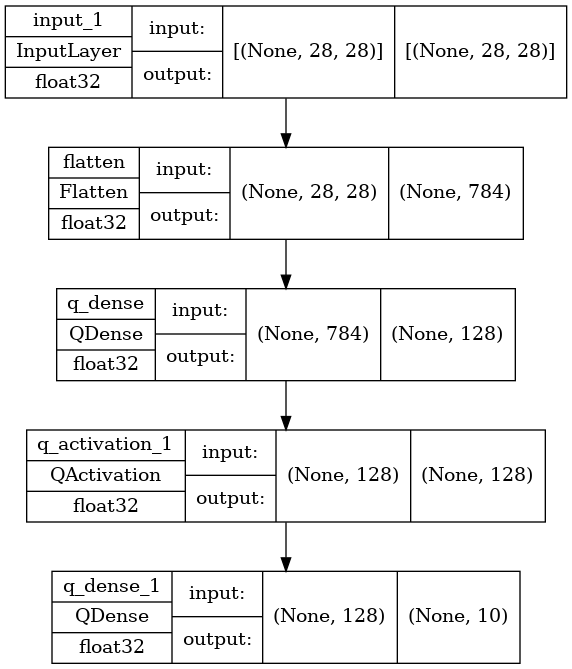 input_1
InputLayer
float32
input:
output:
[(None, 28, 28)]
[(None, 28, 28)]
flatten
Flatten
float32
input:
output:
(None, 28, 28)
(None, 784)
q_dense
QDense
float32
input:
output:
(None, 784)
(None, 128)
q_activation_1
QActivation
float32
input:
output:
(None, 128)
(None, 128)
q_dense_1
QDense
float32
input:
output:
(None, 128)
(None, 10)